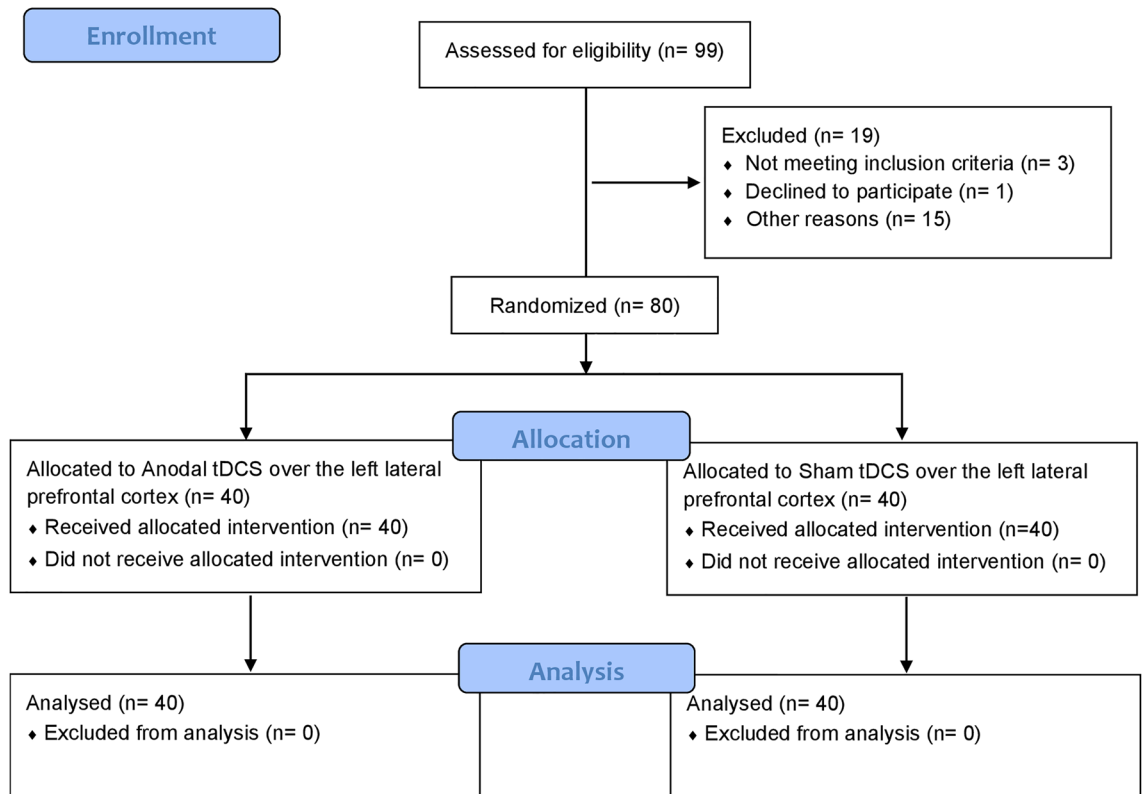 Enrollment
Assessed for eligibility (n= 99)
Excluded (n= 19)
♦ Not meeting inclusion criteria (n= 3)
♦ Declined to participate (n= 1)
♦ Other reasons (n= 15)
Randomized (n= 80)
Allocation
Allocated to Anodal tDCS over the left lateral
prefrontal cortex (n= 40)
♦ Received allocated intervention (n= 40)
♦ Did not receive allocated intervention (n= 0)
Allocated to Sham tDCS over the left lateral
prefrontal cortex (n= 40)
♦ Received allocated intervention (n=40)
♦ Did not receive allocated intervention (n= 0)
Analysis
Analysed (n= 40)
♦ Excluded from analysis (n= 0)
Analysed (n= 40)
♦ Excluded from analysis (n= 0)